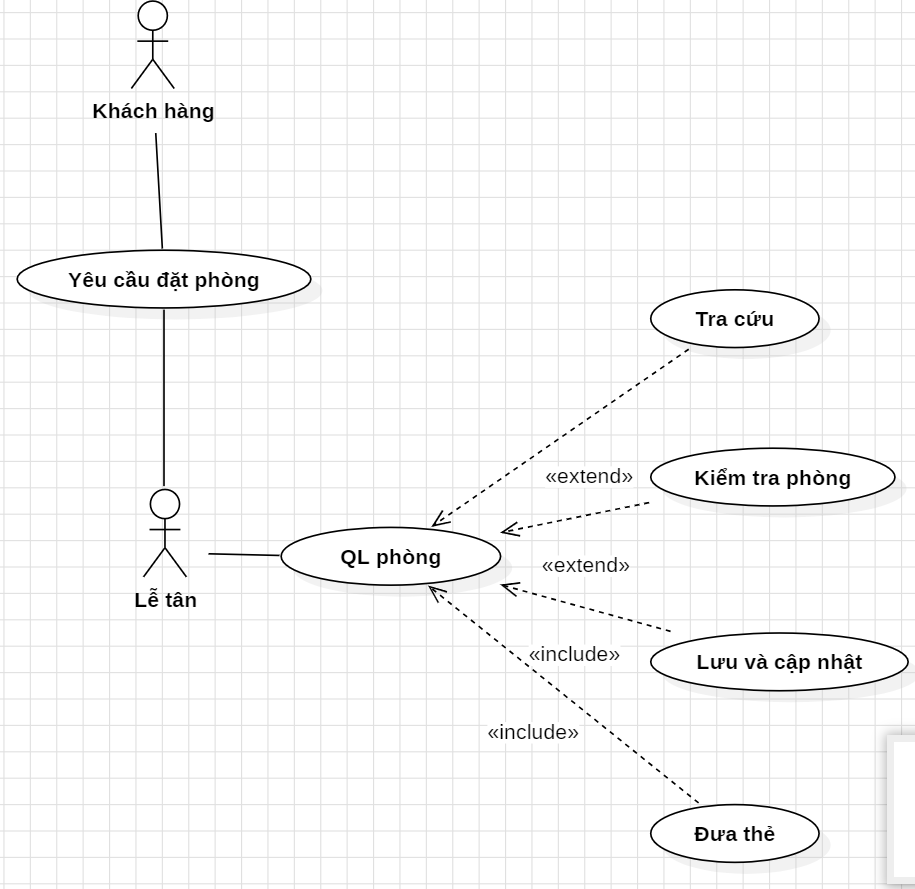 Khách hàng
Yêu cầu đặt phòng
Tra cứu
«extend»
Kiểm tra phòng
QL phòng
«extend»
Lễ tân
«include»
Lưu và cập nhật
«include»
Đưa thẻ